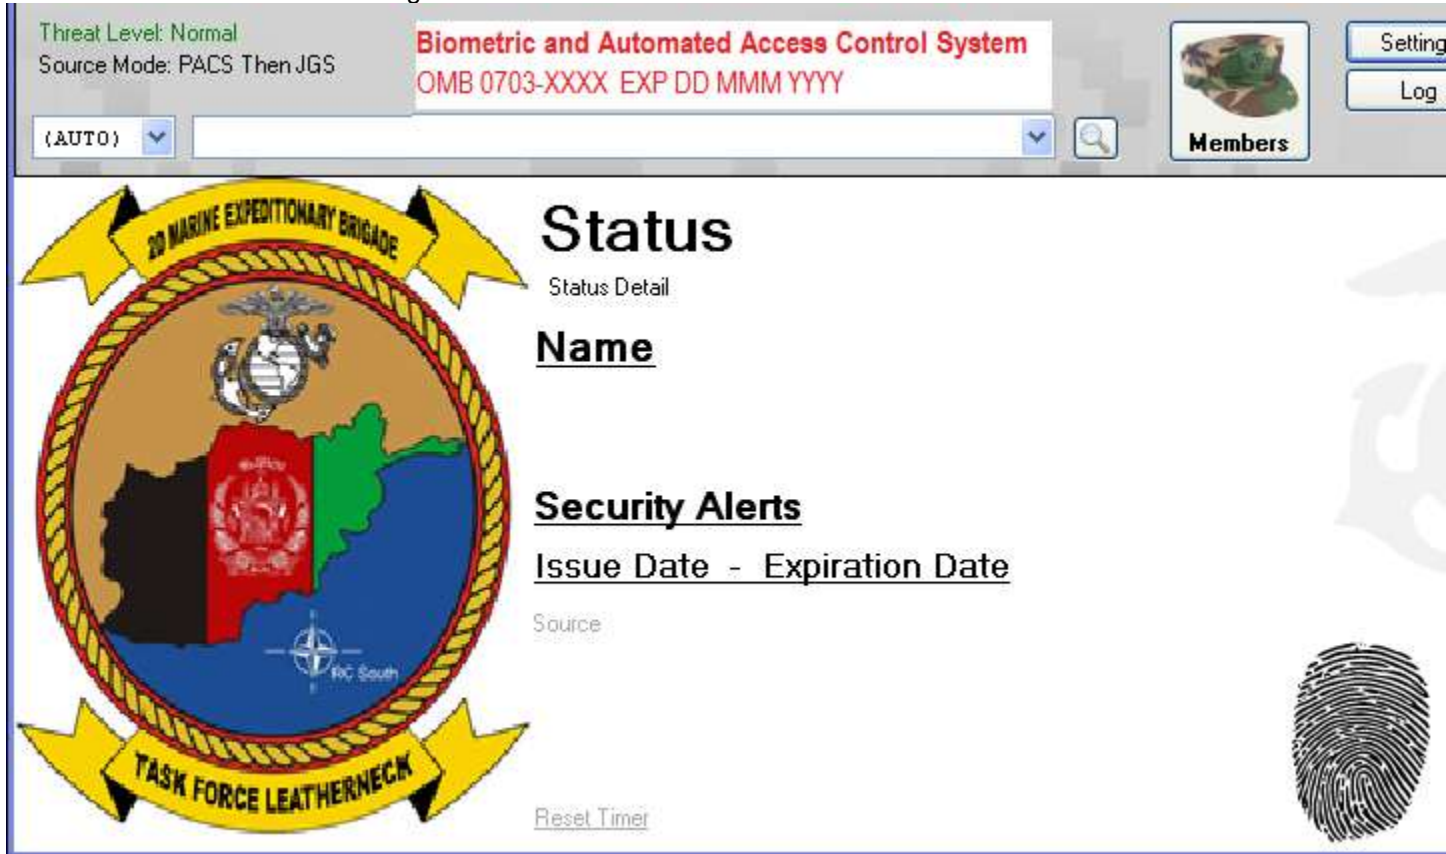 Threat Level: Normal
Source Mode: PACS Then JGS
Biometric and Automated Access Control System
OMB 0703-XXXX EXP DD MMM YYYY
(AUTO)
Members
Setting
Log
2D MARINE EXPEDITIONARY BRIGADE
RC South
TASK FORCE LEATHERNECK
Status
Status Detail
Name
Security Alerts
Issue Date - Expiration Date
Source
Reset Timer